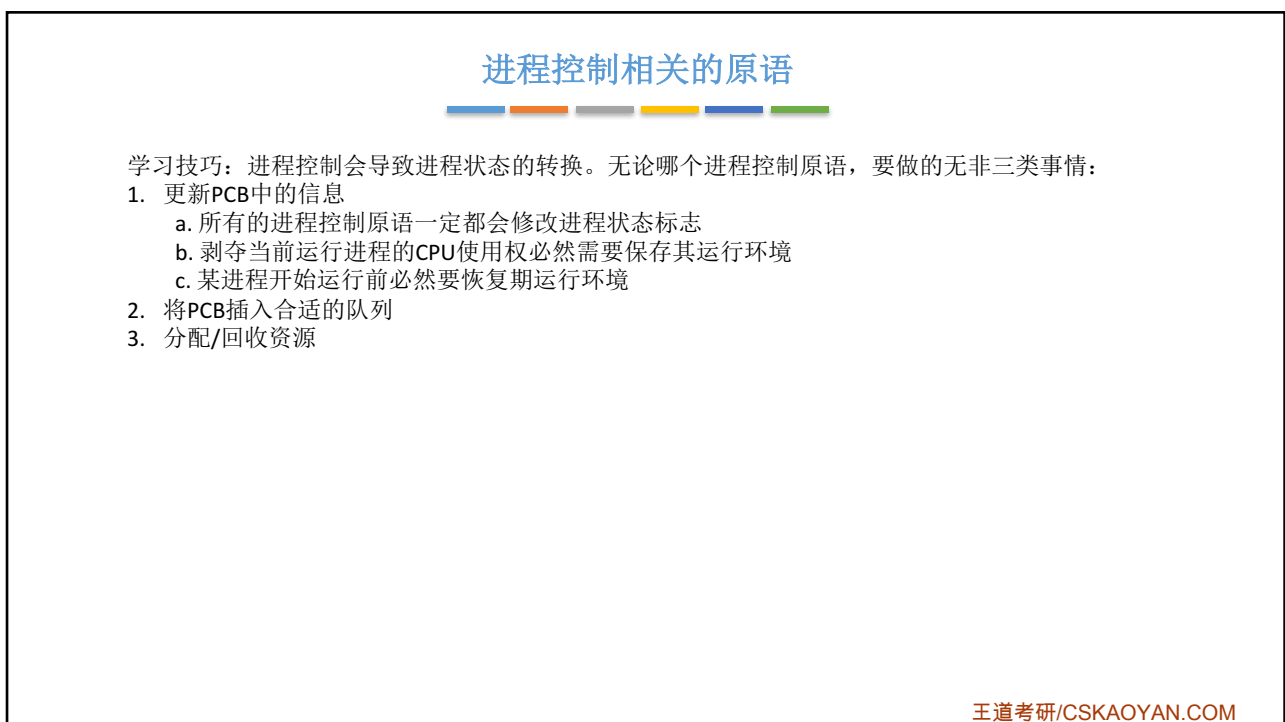 进程控制相关的原语
学习技巧：进程控制会导致进程状态的转换。无论哪个进程控制原语，要做的无非三类事情：
1. 更新PCB中的信息
a. 所有的进程控制原语一定都会修改进程状态标志
b. 剥夺当前运行进程的CPU使用权必然需要保存其运行环境
c. 某进程开始运行前必然要恢复期运行环境
2. 将PCB插入合适的队列
3. 分配/回收资源
王道考研/CSKAOYAN.COM